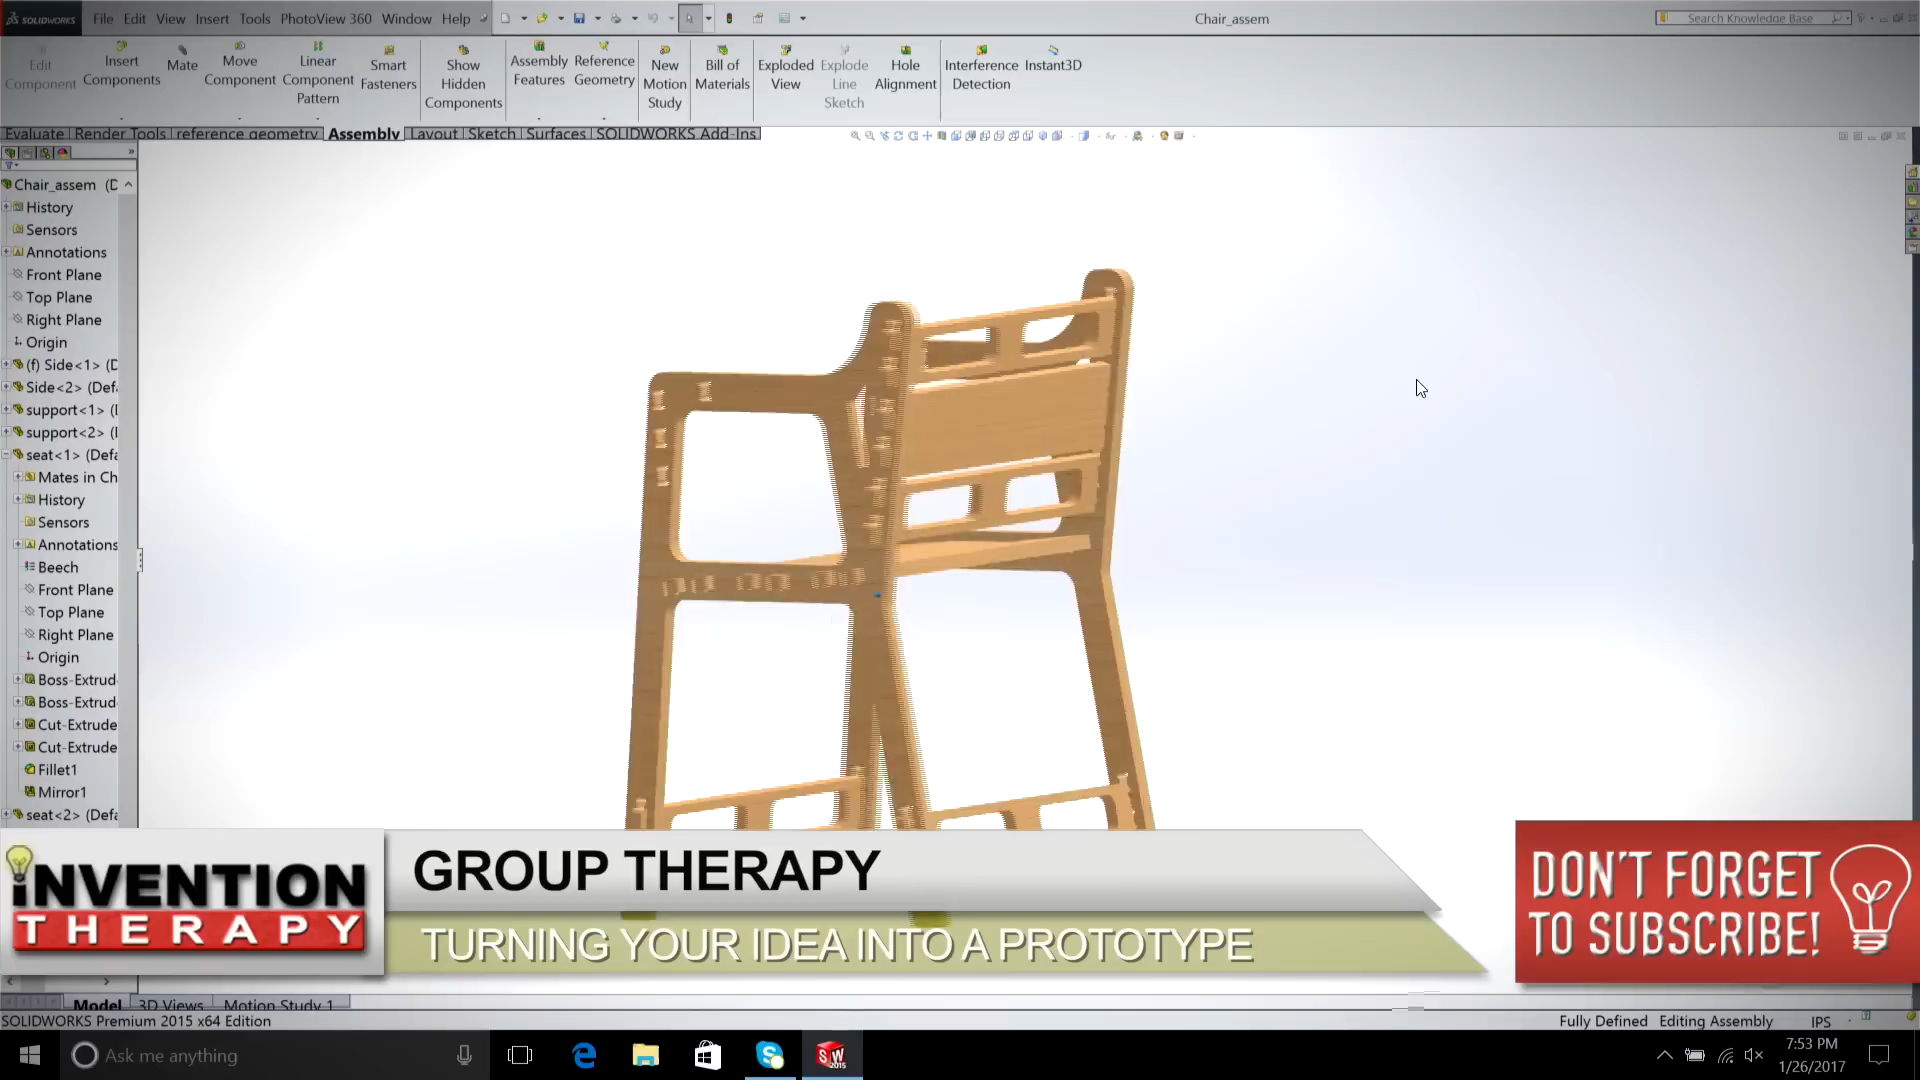 SOLIDWORKS File Edit View Insert Tools PhotoView 360 Window Help Chair_assem Search Knowledge Base
Edit Component
Insert Components
Mate
Move Component
Linear Component Pattern
Smart Fasteners
Show Hidden Components
Assembly Features
Reference Geometry
New Motion Study
Bill of Materials
Exploded View
Explode Line Sketch
Hole Alignment
Interference Detection
Instant3D
Evaluate Render Tools reference geometry Assembly Layout Sketch Surfaces SOLIDWORKS Add-Ins
Chair_assem (D
History
Sensors
Annotations
Front Plane
Top Plane
Right Plane
Origin
(f) Side<1> (D
Side<2> (Defa
support<1> (D
support<2> (D
seat<1> (Defa
Mates in Ch
History
Sensors
Annotations
Beech
Front Plane
Top Plane
Right Plane
Origin
Boss-Extrud
Boss-Extrud
Cut-Extrude
Cut-Extrude
Fillet1
Mirror1
seat<2> (Defa
INVENTION
THERAPY
GROUP THERAPY
TURNING YOUR IDEA INTO A PROTOTYPE
DON'T FORGET
TO SUBSCRIBE!
Model 3D Views Motion Study 1
SOLIDWORKS Premium 2015 x64 Edition Fully Defined Editing Assembly IPS
Ask me anything
SW
2015
7:53 PM
1/26/2017